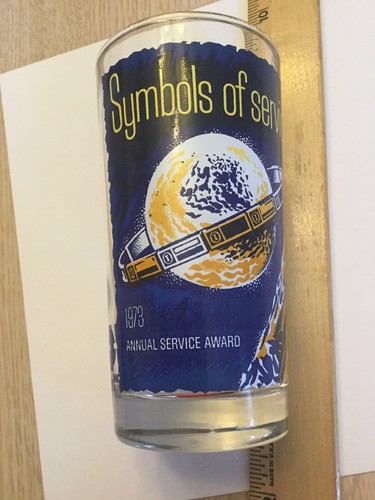 Symbols of serv
1973
ANNUAL SERVICE AWARD